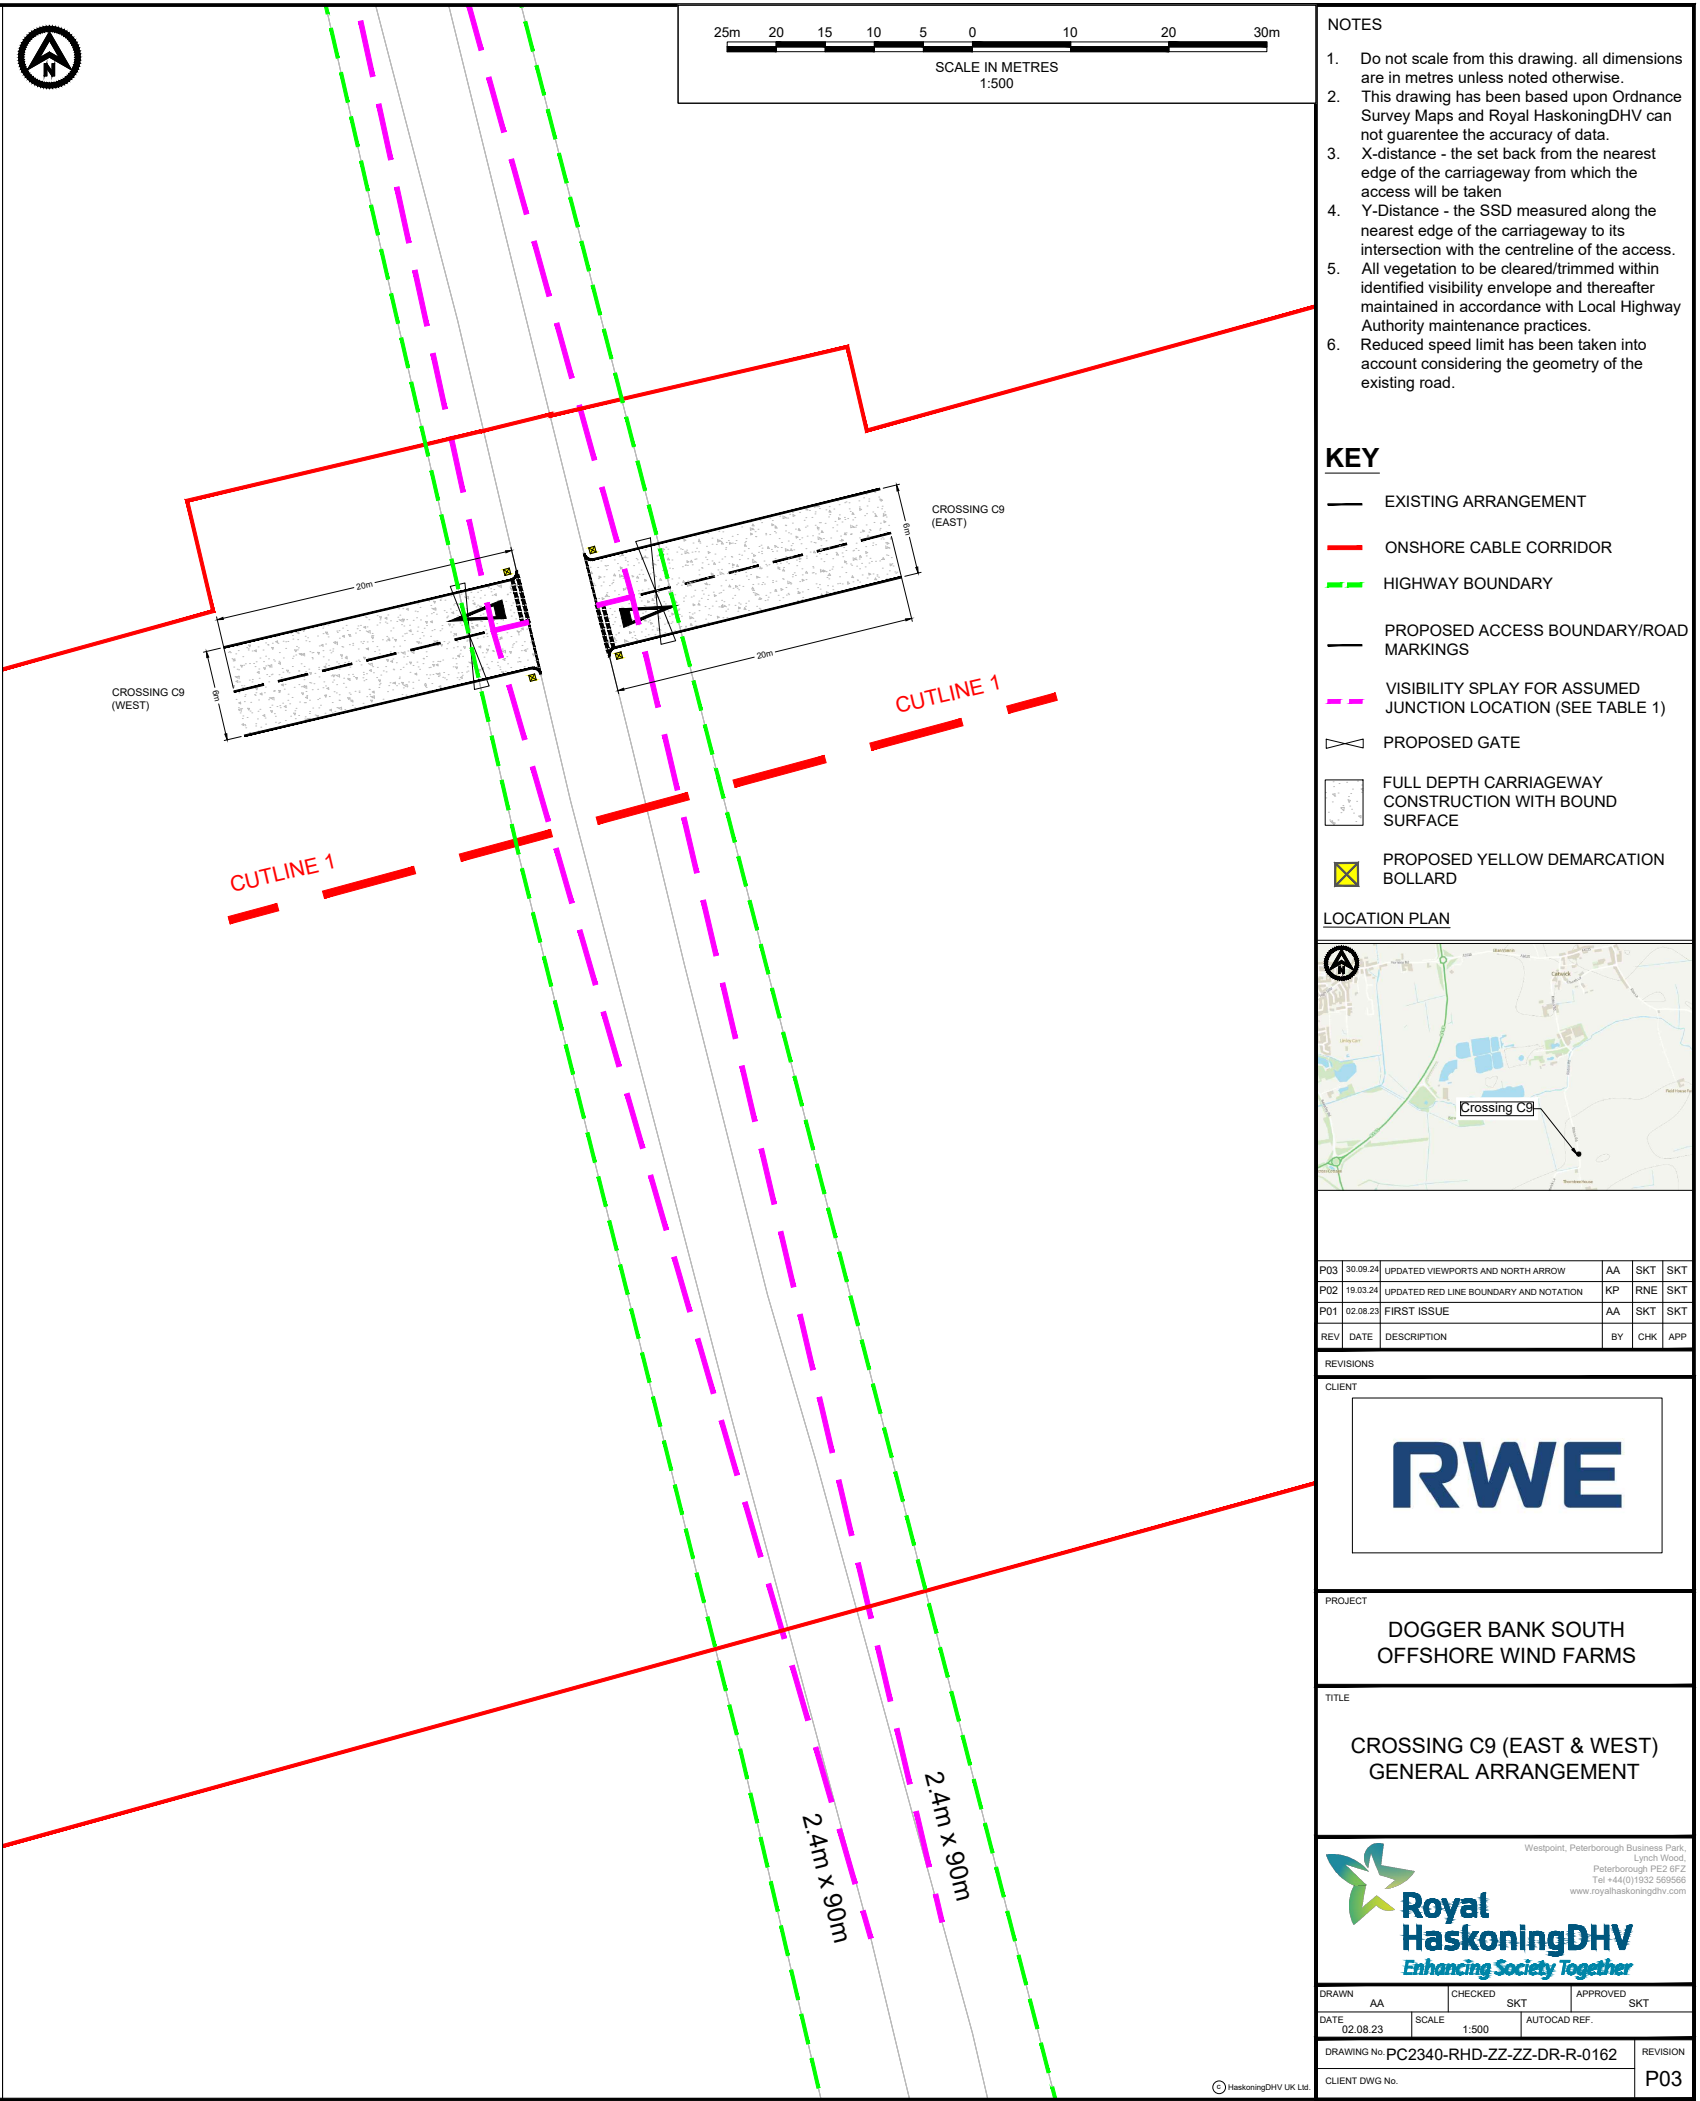 N
25m 20 15 10 5 0 10 20 30m
SCALE IN METRES
1:500
CROSSING C9
(EAST)
6m
20m
20m
6m
CROSSING C9
(WEST)
CUTLINE 1
CUTLINE 1
2.4m x 90m
2.4m x 90m
© HaskoningDHV UK Ltd.
NOTES
1. Do not scale from this drawing. all dimensions
are in metres unless noted otherwise.
2. This drawing has been based upon Ordnance
Survey Maps and Royal HaskoningDHV can
not guarentee the accuracy of data.
3. X-distance - the set back from the nearest
edge of the carriageway from which the
access will be taken
4. Y-Distance - the SSD measured along the
nearest edge of the carriageway to its
intersection with the centreline of the access.
5. All vegetation to be cleared/trimmed within
identified visibility envelope and thereafter
maintained in accordance with Local Highway
Authority maintenance practices.
6. Reduced speed limit has been taken into
account considering the geometry of the
existing road.
KEY
EXISTING ARRANGEMENT
ONSHORE CABLE CORRIDOR
HIGHWAY BOUNDARY
PROPOSED ACCESS BOUNDARY/ROAD
MARKINGS
VISIBILITY SPLAY FOR ASSUMED
JUNCTION LOCATION (SEE TABLE 1)
PROPOSED GATE
FULL DEPTH CARRIAGEWAY
CONSTRUCTION WITH BOUND
SURFACE
PROPOSED YELLOW DEMARCATION
BOLLARD
LOCATION PLAN
N
Catwick
Crossing C9
P03 30.09.24 UPDATED VIEWPORTS AND NORTH ARROW AA SKT SKT
P02 19.03.24 UPDATED RED LINE BOUNDARY AND NOTATION KP RNE SKT
P01 02.08.23 FIRST ISSUE AA SKT SKT
REV DATE DESCRIPTION BY CHK APP
REVISIONS
CLIENT
RWE
PROJECT
DOGGER BANK SOUTH
OFFSHORE WIND FARMS
TITLE
CROSSING C9 (EAST & WEST)
GENERAL ARRANGEMENT
Westpoint, Peterborough Business Park,
Lynch Wood,
Peterborough PE2 6FZ
Tel +44(0)1932 569566
www.royalhaskoningdhv.com
Royal
HaskoningDHV
Enhancing Society Together
DRAWN AA CHECKED SKT APPROVED SKT
DATE 02.08.23 SCALE 1:500 AUTOCAD REF.
DRAWING No. PC2340-RHD-ZZ-ZZ-DR-R-0162 REVISION
CLIENT DWG No. P03